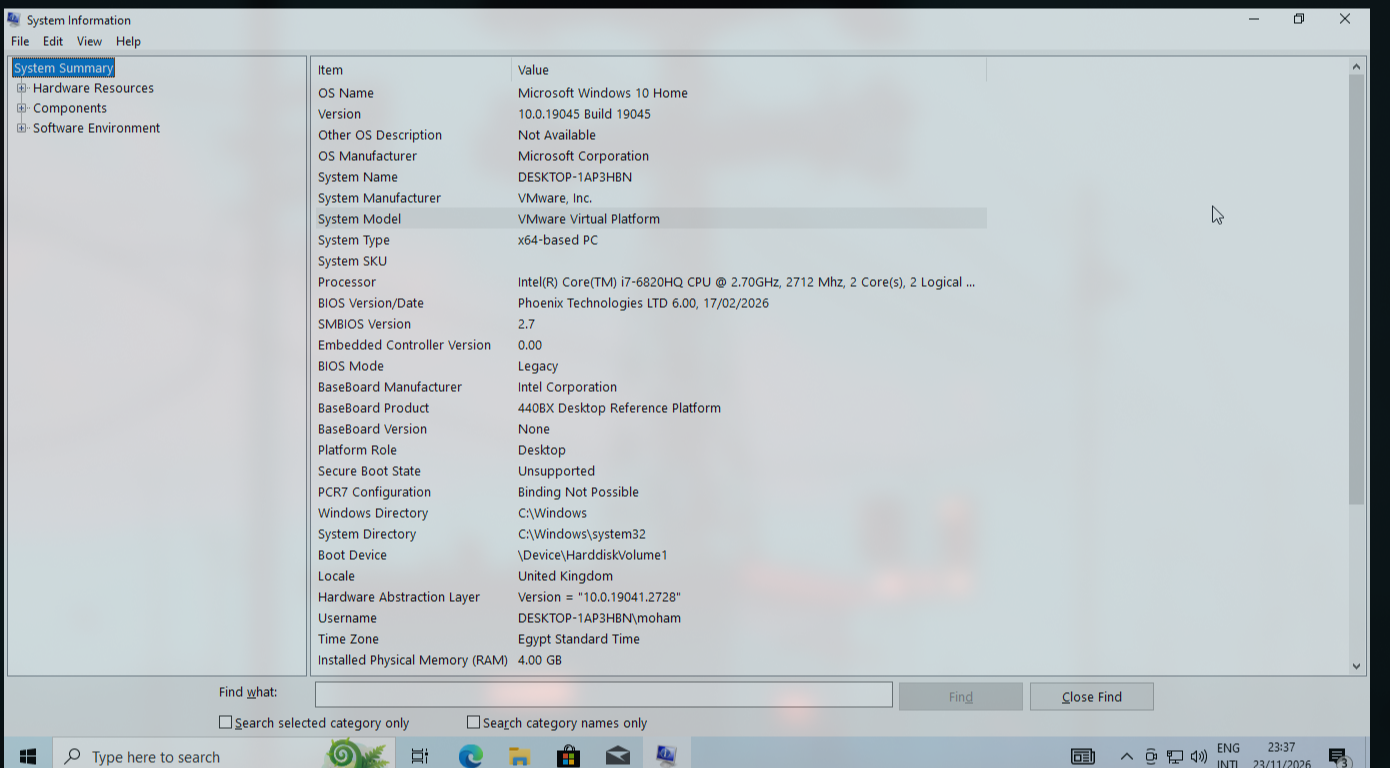 System Information
File Edit View Help
System Summary
Hardware Resources
Components
Software Environment
Item Value
OS Name Microsoft Windows 10 Home
Version 10.0.19045 Build 19045
Other OS Description Not Available
OS Manufacturer Microsoft Corporation
System Name DESKTOP-1AP3HBN
System Manufacturer VMware, Inc.
System Model VMware Virtual Platform
System Type x64-based PC
System SKU
Processor Intel(R) Core(TM) i7-6820HQ CPU @ 2.70GHz, 2712 Mhz, 2 Core(s), 2 Logical ...
BIOS Version/Date Phoenix Technologies LTD 6.00, 17/02/2026
SMBIOS Version 2.7
Embedded Controller Version 0.00
BIOS Mode Legacy
BaseBoard Manufacturer Intel Corporation
BaseBoard Product 440BX Desktop Reference Platform
BaseBoard Version None
Platform Role Desktop
Secure Boot State Unsupported
PCR7 Configuration Binding Not Possible
Windows Directory C:\Windows
System Directory C:\Windows\system32
Boot Device \Device\HarddiskVolume1
Locale United Kingdom
Hardware Abstraction Layer Version = "10.0.19041.2728"
Username DESKTOP-1AP3HBN\moham
Time Zone Egypt Standard Time
Installed Physical Memory (RAM) 4.00 GB
Find what: Find Close Find
Search selected category only Search category names only
Type here to search
ENG 23:37
INTL 23/11/2026 3